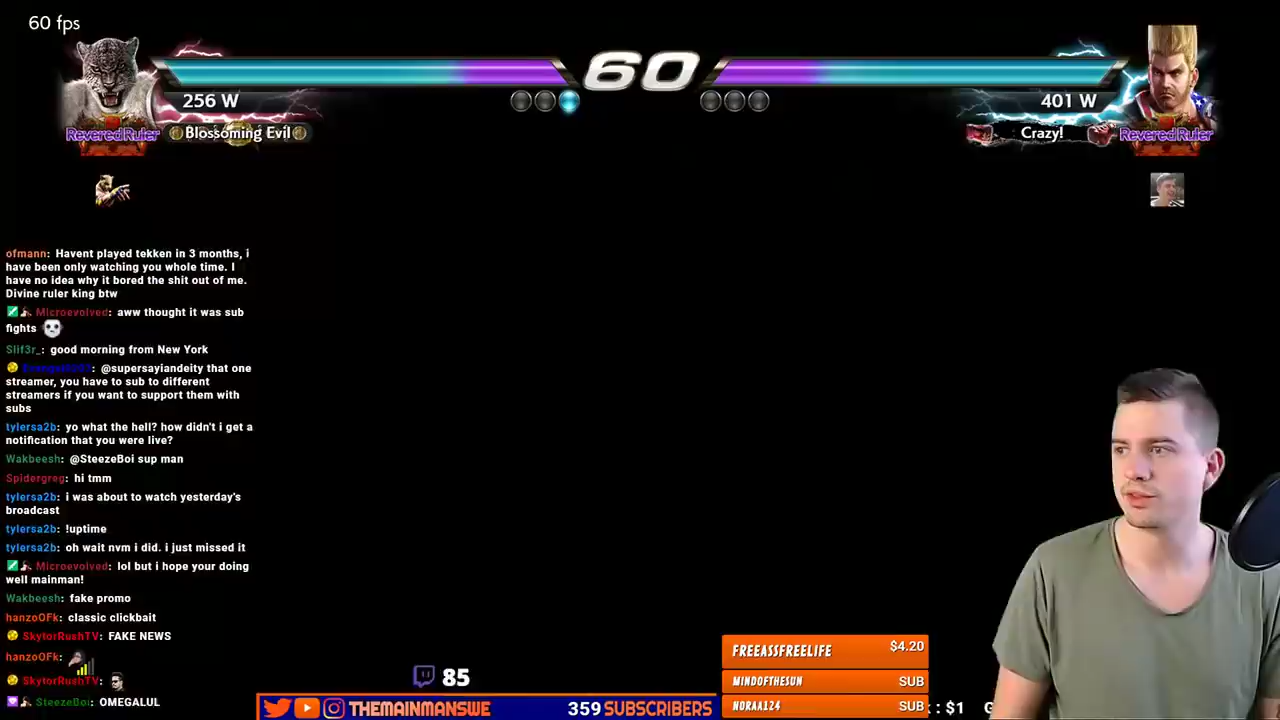 60 fps
60
256 W
401 W
Revered Ruler
Blossoming Evil
Crazy!
Revered Ruler
ofmann: Havent played tekken in 3 months, i
have been only watching you whole time. I
have no idea why it bored the shit out of me.
Divine ruler king btw
Microevolved: aww thought it was sub
fights
Slif3r_: good morning from New York
@supersayiandeity that one
streamer, you have to sub to different
streamers if you want to support them with
subs
tylersa2b: yo what the hell? how didn't i get a
notification that you were live?
Wakbeesh: @SteezeBoi sup man
Spidergreg: hi tmm
tylersa2b: i was about to watch yesterday's
broadcast
tylersa2b: !uptime
tylersa2b: oh wait nvm i did. i just missed it
Microevolved: lol but i hope your doing
well mainman!
Wakbeesh: fake promo
hanzoOFk: classic clickbait
SkytorRushTV: FAKE NEWS
hanzoOFk:
SkytorRushTV:
SteezeBoi: OMEGALUL
85
THEMAINMANSWE
359 SUBSCRIBERS
FREEASSFREELIFE $4.20
MINDOFTHESUN SUB
NORAA124 SUB
: $1 G